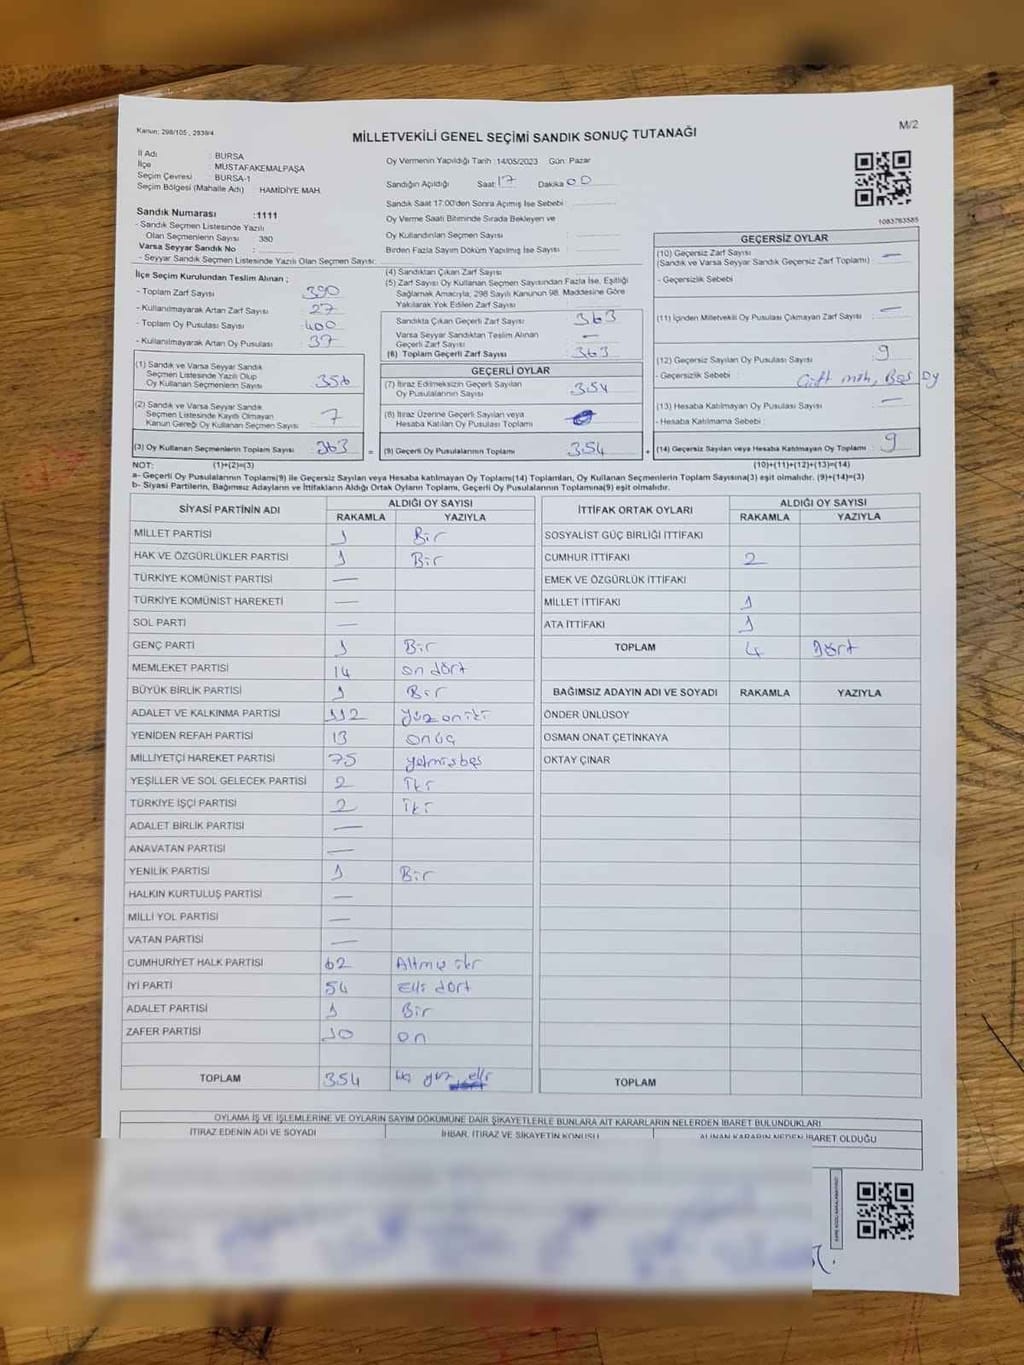 Kanun: 298/105 , 2839/4
MİLLETVEKİLİ GENEL SEÇİMİ SANDIK SONUÇ TUTANAĞI
M/2
İl Adı : BURSA
İlçe MUSTAFAKEMALPAŞA
Seçim Çevresi : BURSA-1
Seçim Bölgesi (Mahalle Adı) : HAMİDİYE MAH.
Oy Vermenin Yapıldığı Tarih :14/05/2023 Gün: Pazar
Sandığın Açıldığı Saat: 17 Dakika 00
Sandık Saat 17.00'den Sonra Açımış İse Sebebi :
Oy Verme Saati Bitiminde Sırada Bekleyen ve
Oy Kullandırılan Seçmen Sayısı :
Birden Fazla Sayım Döküm Yapılmış İse Sayısı :
1083763585
Sandık Numarası :1111
- Sandık Seçmen Listesinde Yazılı
Olan Seçmenlerin Sayısı : 380
Varsa Seyyar Sandık No :
- Seyyar Sandık Seçmen Listesinde Yazılı Olan Seçmen Sayısı:
İlçe Seçim Kurulundan Teslim Alınan ;
- Toplam Zarf Sayısı : 390
- Kullanılmayarak Artan Zarf Sayısı : 27
- Toplam Oy Pusulası Sayısı : 400
- Kullanılmayarak Artan Oy Pusulası : 37
(1) Sandık ve Varsa Seyyar Sandık
Seçmen Listesinde Yazılı Olup
Oy Kullanan Seçmenlerin Sayısı : 356
(2) Sandık ve Varsa Seyyar Sandık
Seçmen Listesinde Kayıtlı Olmayan
Kanun Gereği Oy Kullanan Seçmen Sayısı : 7
(3) Oy Kullanan Seçmenlerin Toplam Sayısı : 363 =
(4) Sandıktan Çıkan Zarf Sayısı :
(5) Zarf Sayısı Oy Kullanan Seçmen Sayısından Fazla İse, Eşitliği
Sağlamak Amacıyla, 298 Sayılı Kanunun 98. Maddesine Göre
Yakılarak Yok Edilen Zarf Sayısı :
Sandıkta Çıkan Geçerli Zarf Sayısı : 363
Varsa Seyyar Sandıktan Teslim Alınan
Geçerli Zarf Sayısı : —
(6) Toplam Geçerli Zarf Sayısı : 363
GEÇERLİ OYLAR
(7) İtiraz Edilmeksizin Geçerli Sayılan
Oy Pusulalarının Sayısı : 354
(8) İtiraz Üzerine Geçerli Sayılan veya
Hesaba Katılan Oy Pusulası Toplamı :
(9) Geçerli Oy Pusulalarının Toplamı : 354 +
GEÇERSİZ OYLAR
(10) Geçersiz Zarf Sayısı
(Sandık ve Varsa Seyyar Sandık Geçersiz Zarf Toplamı) : —
- Geçersizlik Sebebi :
(11) İçinden Milletvekili Oy Pusulası Çıkmayan Zarf Sayısı : —
(12) Geçersiz Sayılan Oy Pusulası Sayısı : 9
- Geçersizlik Sebebi : Çift müh, Boş Oy
(13) Hesaba Katılmayan Oy Pusulası Sayısı : —
- Hesaba Katılmama Sebebi :
(14) Geçersiz Sayılan veya Hesaba Katılmayan Oy Toplamı : 9
NOT: (1)+(2)=(3) (10)+(11)+(12)+(13)=(14)
a- Geçerli Oy Pusulalarının Toplamı(9) ile Geçersiz Sayılan veya Hesaba Katılmayan Oy Toplam(14) Toplamları, Oy Kullanan Seçmenlerin Toplam Sayısına(3) eşit olmalıdır. (9)+(14)=(3)
b- Siyasi Partilerin, Bağımsız Adayların ve İttifakların Aldığı Ortak Oyların Toplamı, Geçerli Oy Pusulalarının Toplamına(9) eşit olmalıdır.
SİYASİ PARTİNİN ADI ALDIĞI OY SAYISI
RAKAMLA YAZIYLA
MİLLET PARTİSİ 1 Bir
HAK VE ÖZGÜRLÜKLER PARTİSİ 1 Bir
TÜRKİYE KOMÜNİST PARTİSİ —
TÜRKİYE KOMÜNİST HAREKETİ —
SOL PARTİ —
GENÇ PARTİ 1 Bir
MEMLEKET PARTİSİ 14 on dört
BÜYÜK BİRLİK PARTİSİ 1 Bir
ADALET VE KALKINMA PARTİSİ 112 yüz oniki
YENİDEN REFAH PARTİSİ 13 onüç
MİLLİYETÇİ HAREKET PARTİSİ 75 yetmişbeş
YEŞİLLER VE SOL GELECEK PARTİSİ 2 İki
TÜRKİYE İŞÇİ PARTİSİ 2 İki
ADALET BİRLİK PARTİSİ —
ANAVATAN PARTİSİ —
YENİLİK PARTİSİ 1 Bir
HALKIN KURTULUŞ PARTİSİ —
MİLLİ YOL PARTİSİ —
VATAN PARTİSİ —
CUMHURİYET HALK PARTİSİ 62 Altmış iki
İYİ PARTİ 54 Elli dört
ADALET PARTİSİ 1 Bir
ZAFER PARTİSİ 10 on
TOPLAM 354 üç yüz elli
İTTİFAK ORTAK OYLARI ALDIĞI OY SAYISI
RAKAMLA YAZIYLA
SOSYALİST GÜÇ BİRLİĞİ İTTİFAKI
CUMHUR İTTİFAKI 2
EMEK VE ÖZGÜRLÜK İTTİFAKI
MİLLET İTTİFAKI 1
ATA İTTİFAKI 1
TOPLAM 4 Dört
BAĞIMSIZ ADAYIN ADI VE SOYADI RAKAMLA YAZIYLA
ÖNDER ÜNLÜSOY
OSMAN ONAT ÇETİNKAYA
OKTAY ÇINAR
TOPLAM
OYLAMA İŞ VE İŞLEMLERİNE VE OYLARIN SAYIM DÖKÜMÜNE DAİR ŞİKAYETLERLE BUNLARA AİT KARARLARIN NELERDEN İBARET BULUNDUKLARI
İTİRAZ EDENİN ADI VE SOYADI İHBAR, İTİRAZ VE ŞİKAYETİN KONUSU ALINAN KARARIN NEDEN İBARET OLDUĞU